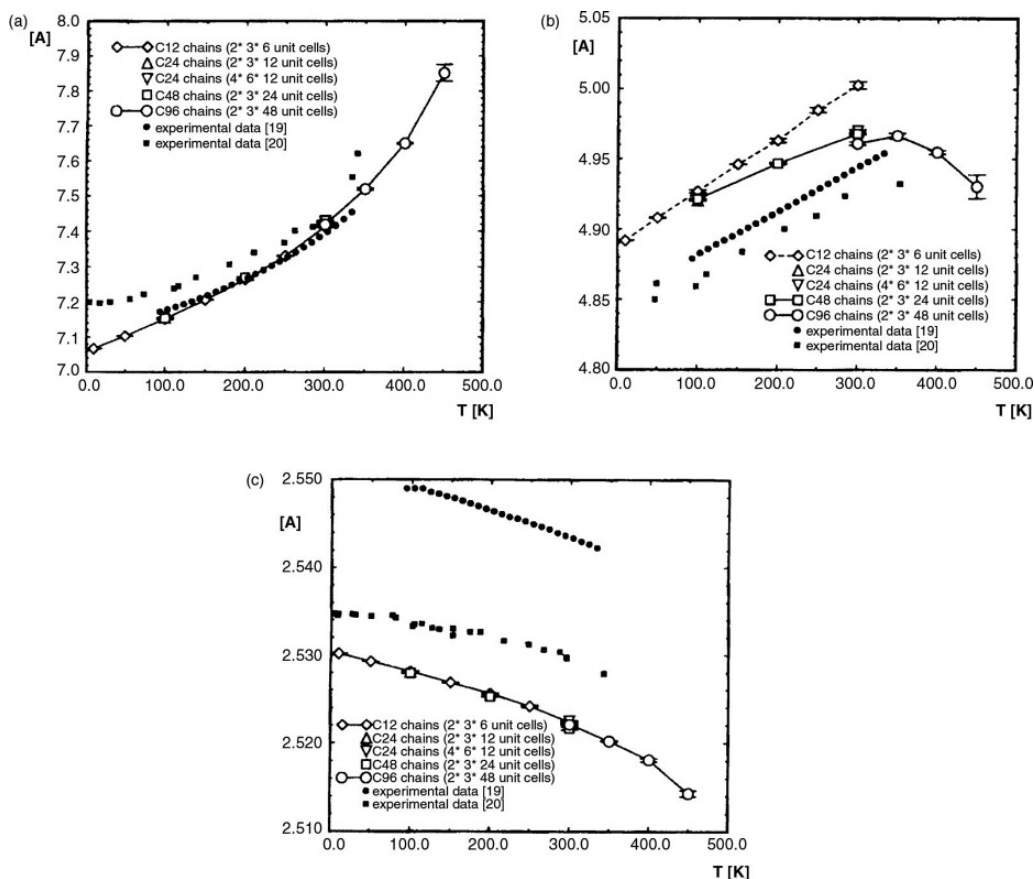 (a)
[A]
8.0
7.9
7.8
7.7
7.6
7.5
7.4
7.3
7.2
7.1
7.0
C12 chains (2* 3* 6 unit cells)
C24 chains (2* 3* 12 unit cells)
C24 chains (4* 6* 12 unit cells)
C48 chains (2* 3* 24 unit cells)
C96 chains (2* 3* 48 unit cells)
experimental data [19]
experimental data [20]
0.0 100.0 200.0 300.0 400.0 500.0
T [K]
(b)
[A]
5.05
5.00
4.95
4.90
4.85
4.80
C12 chains (2* 3* 6 unit cells)
C24 chains (2* 3* 12 unit cells)
C24 chains (4* 6* 12 unit cells)
C48 chains (2* 3* 24 unit cells)
C96 chains (2* 3* 48 unit cells)
experimental data [19]
experimental data [20]
0.0 100.0 200.0 300.0 400.0 500.0
T [K]
(c)
[A]
2.550
2.540
2.530
2.520
2.510
C12 chains (2* 3* 6 unit cells)
C24 chains (2* 3* 12 unit cells)
C24 chains (4* 6* 12 unit cells)
C48 chains (2* 3* 24 unit cells)
C96 chains (2* 3* 48 unit cells)
experimental data [19]
experimental data [20]
0.0 100.0 200.0 300.0 400.0 500.0
T [K]